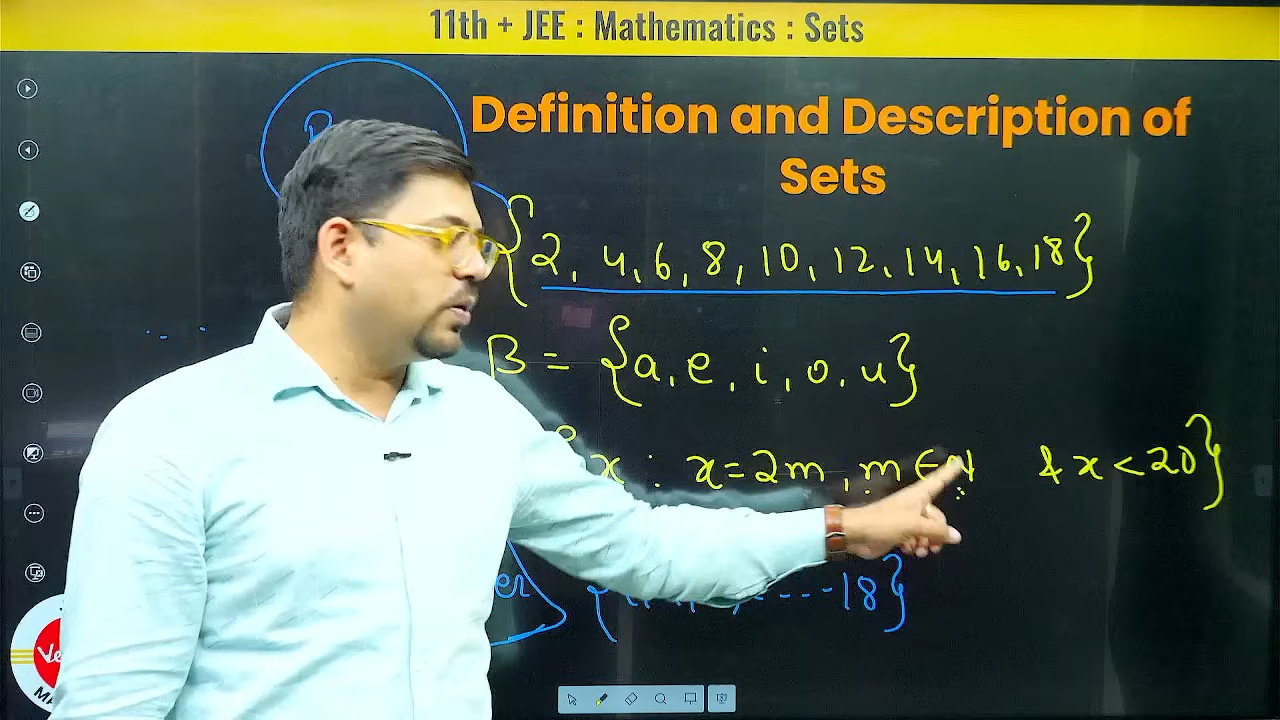 11th + JEE : Mathematics : Sets
Definition and Description of
Sets
{2, 4, 6, 8, 10, 12, 14, 16, 18}
B = {a, e, i, o, u}
x : x = 2m, m ∈ N & x < 20}
er { ---18}